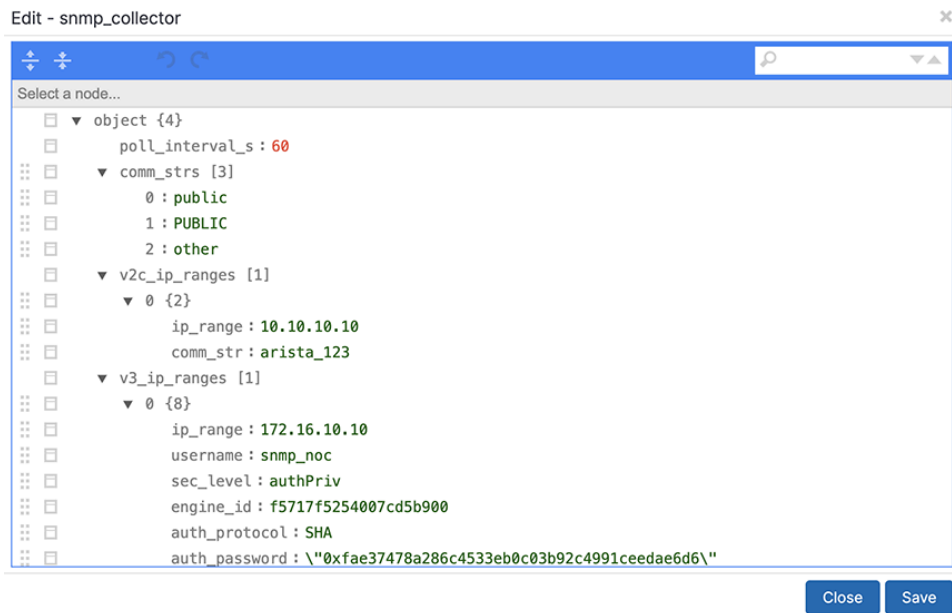 Edit - snmp_collector
Select a node...
object {4}
poll_interval_s : 60
comm_strs [3]
0 : public
1 : PUBLIC
2 : other
v2c_ip_ranges [1]
0 {2}
ip_range : 10.10.10.10
comm_str : arista_123
v3_ip_ranges [1]
0 {8}
ip_range : 172.16.10.10
username : snmp_noc
sec_level : authPriv
engine_id : f5717f5254007cd5b900
auth_protocol : SHA
auth_password : \"0xfae37478a286c4533eb0c03b92c4991ceedae6d6\"
Close Save